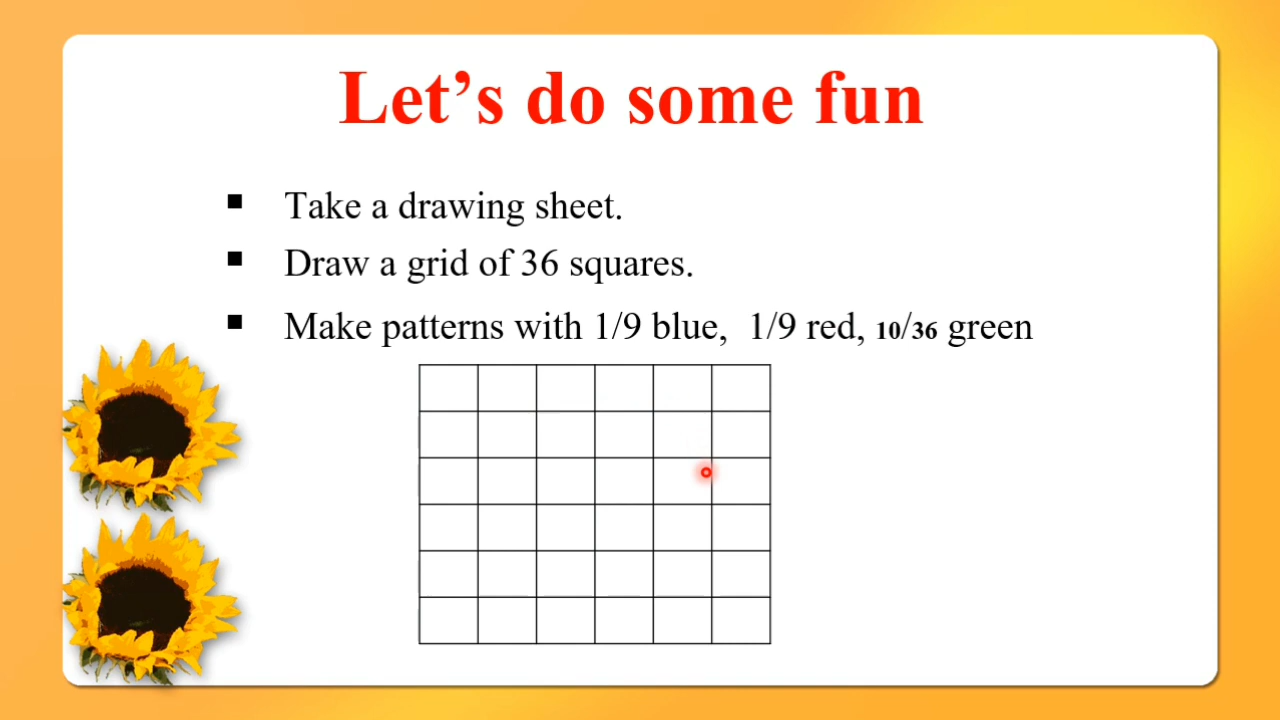 Let’s do some fun
▪ Take a drawing sheet.
▪ Draw a grid of 36 squares.
▪ Make patterns with 1/9 blue,  1/9 red, 10/36 green